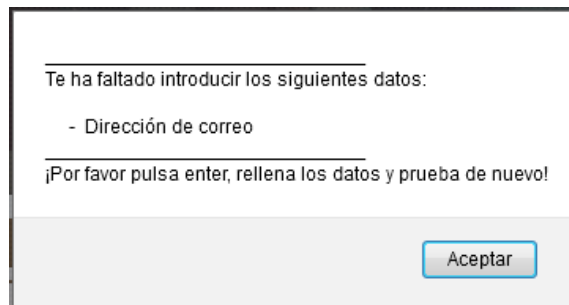 Te ha faltado introducir los siguientes datos:
- Dirección de correo
¡Por favor pulsa enter, rellena los datos y prueba de nuevo!
Aceptar